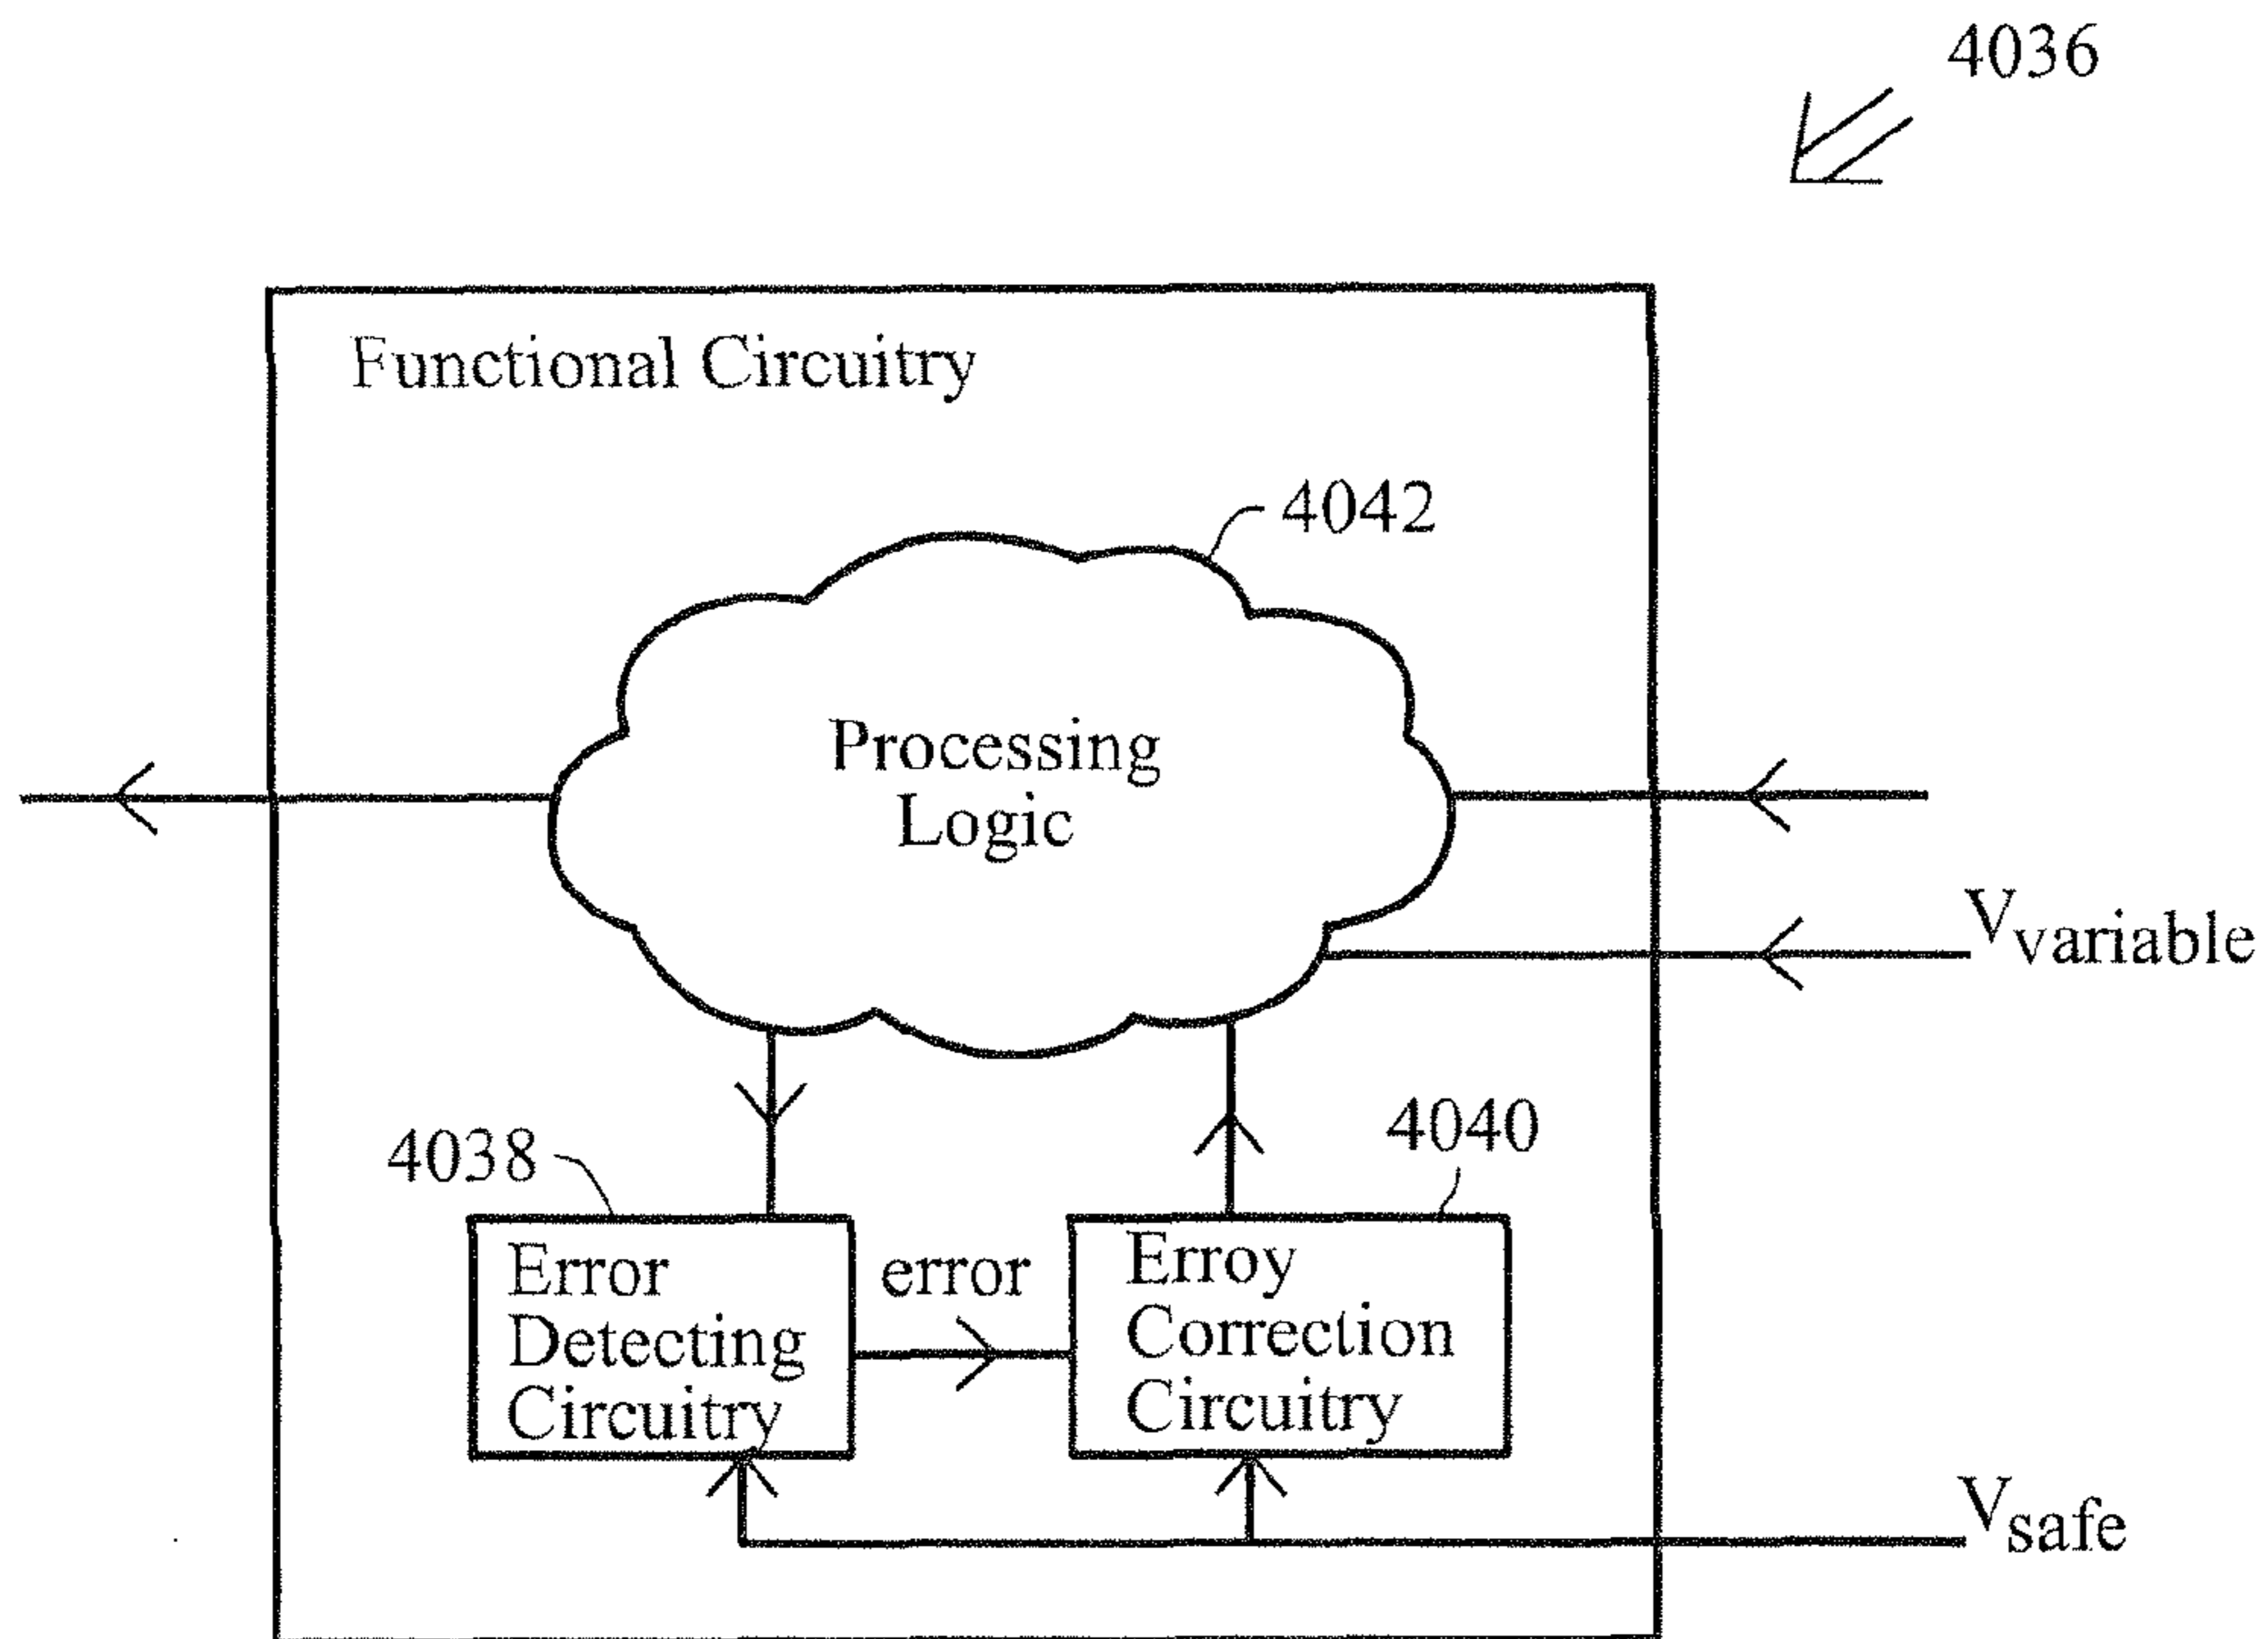 4036
Functional Circuitry
4042
Processing
Logic
Vvariable
4038
4040
Error
Detecting
Circuitry
error
Erroy
Correction
Circuitry
Vsafe